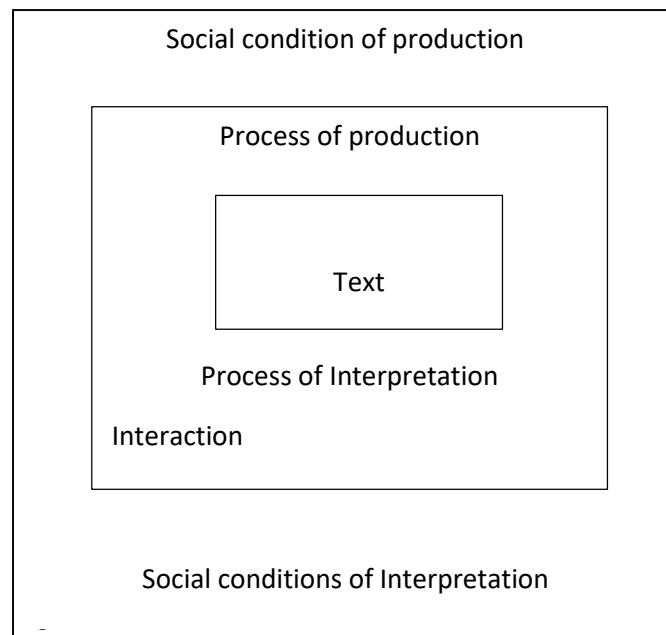 Social condition of production
Process of production
Text
Process of Interpretation
Interaction
Social conditions of Interpretation